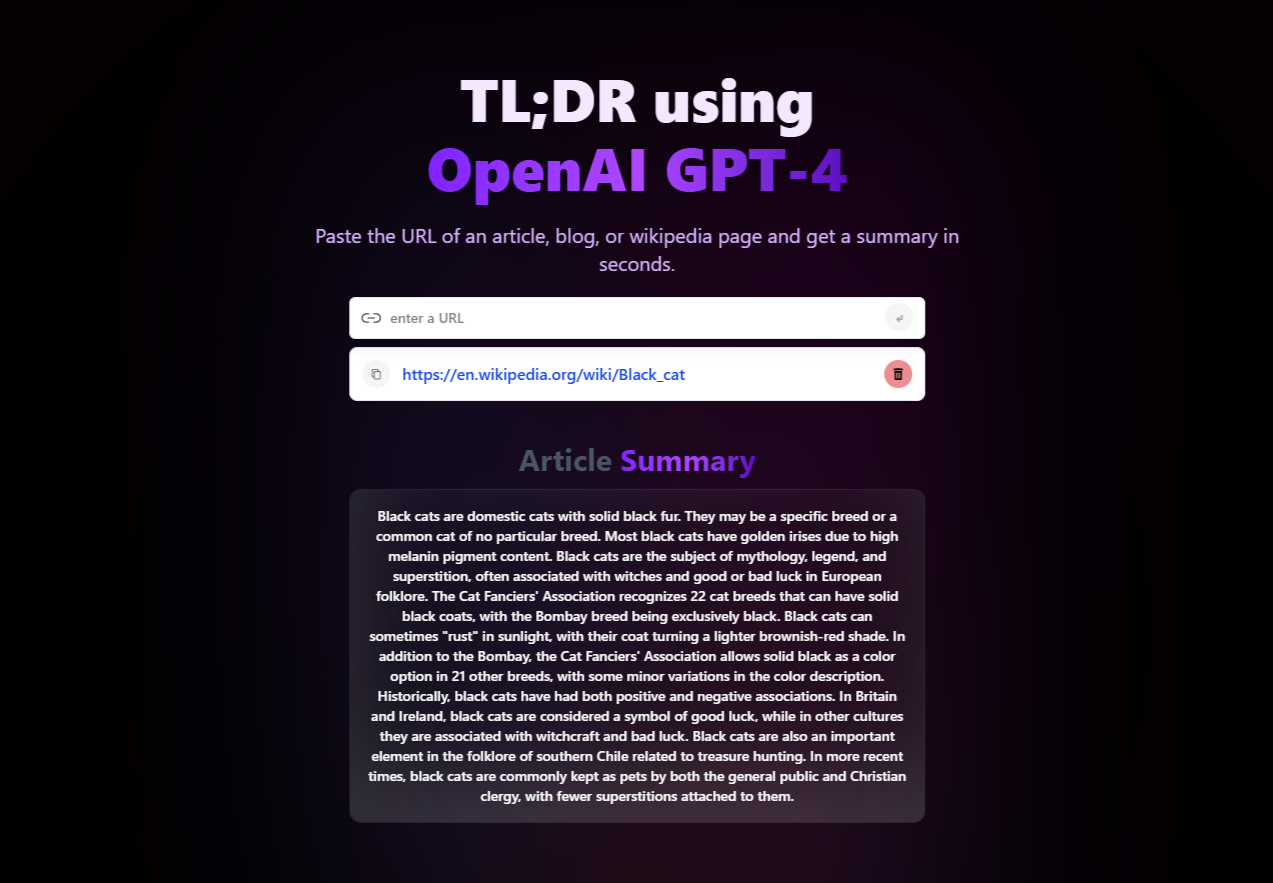 TL;DR using
OpenAI GPT-4
Paste the URL of an article, blog, or wikipedia page and get a summary in
seconds.
enter a URL
https://en.wikipedia.org/wiki/Black_cat
Article Summary
Black cats are domestic cats with solid black fur. They may be a specific breed or a
common cat of no particular breed. Most black cats have golden irises due to high
melanin pigment content. Black cats are the subject of mythology, legend, and
superstition, often associated with witches and good or bad luck in European
folklore. The Cat Fanciers' Association recognizes 22 cat breeds that can have solid
black coats, with the Bombay breed being exclusively black. Black cats can
sometimes "rust" in sunlight, with their coat turning a lighter brownish-red shade. In
addition to the Bombay, the Cat Fanciers' Association allows solid black as a color
option in 21 other breeds, with some minor variations in the color description.
Historically, black cats have had both positive and negative associations. In Britain
and Ireland, black cats are considered a symbol of good luck, while in other cultures
they are associated with witchcraft and bad luck. Black cats are also an important
element in the folklore of southern Chile related to treasure hunting. In more recent
times, black cats are commonly kept as pets by both the general public and Christian
clergy, with fewer superstitions attached to them.